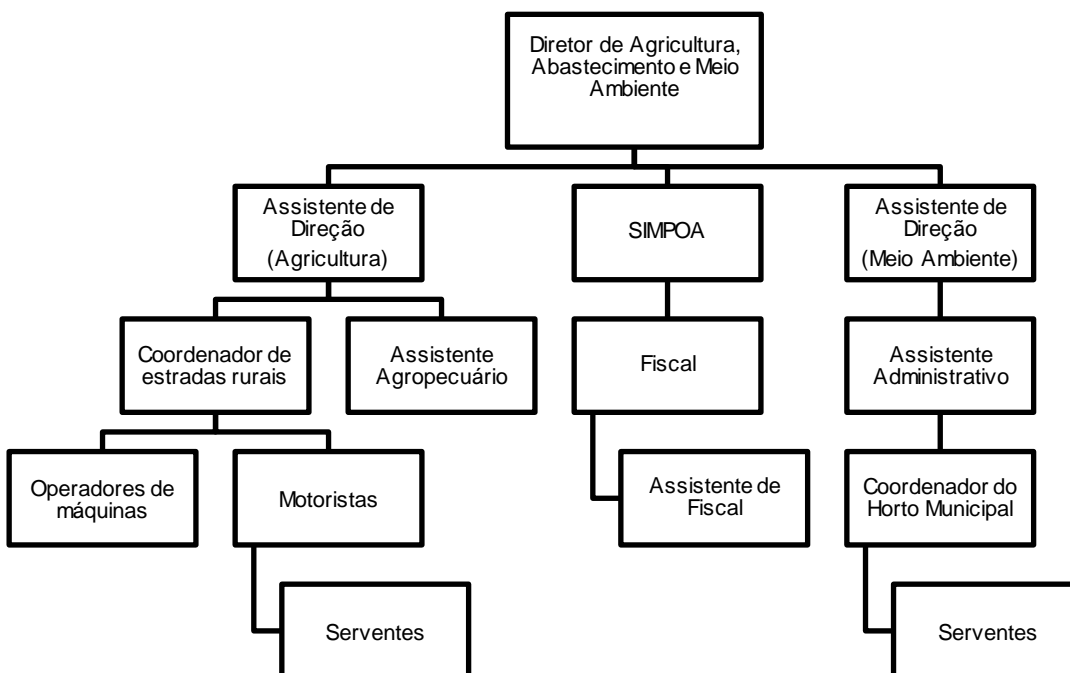 Diretor de Agricultura,
Abastecimento e Meio
Ambiente
Assistente de
Direção
(Agricultura)
SIMPOA
Assistente de
Direção
(Meio Ambiente)
Coordenador de
estradas rurais
Assistente
Agropecuário
Fiscal
Assistente
Administrativo
Operadores de
máquinas
Motoristas
Assistente de
Fiscal
Coordenador do
Horto Municipal
Serventes
Serventes